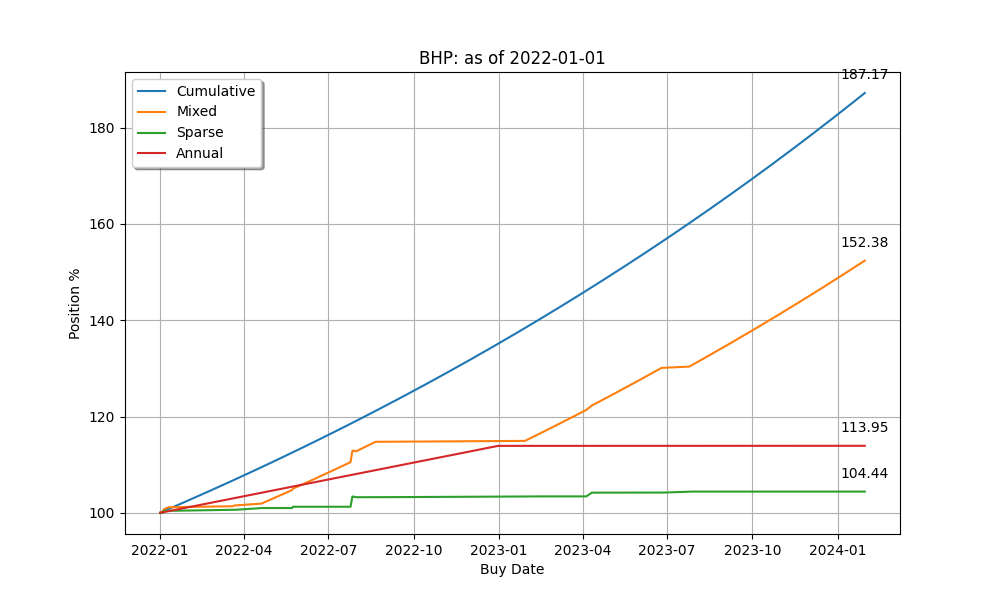 BHP: as of 2022-01-01
187.17
Cumulative
Mixed
Sparse
Annual
180
160
152.38
140
120
113.95
104.44
100
Position %
2022-01 2022-04 2022-07 2022-10 2023-01 2023-04 2023-07 2023-10 2024-01
Buy Date